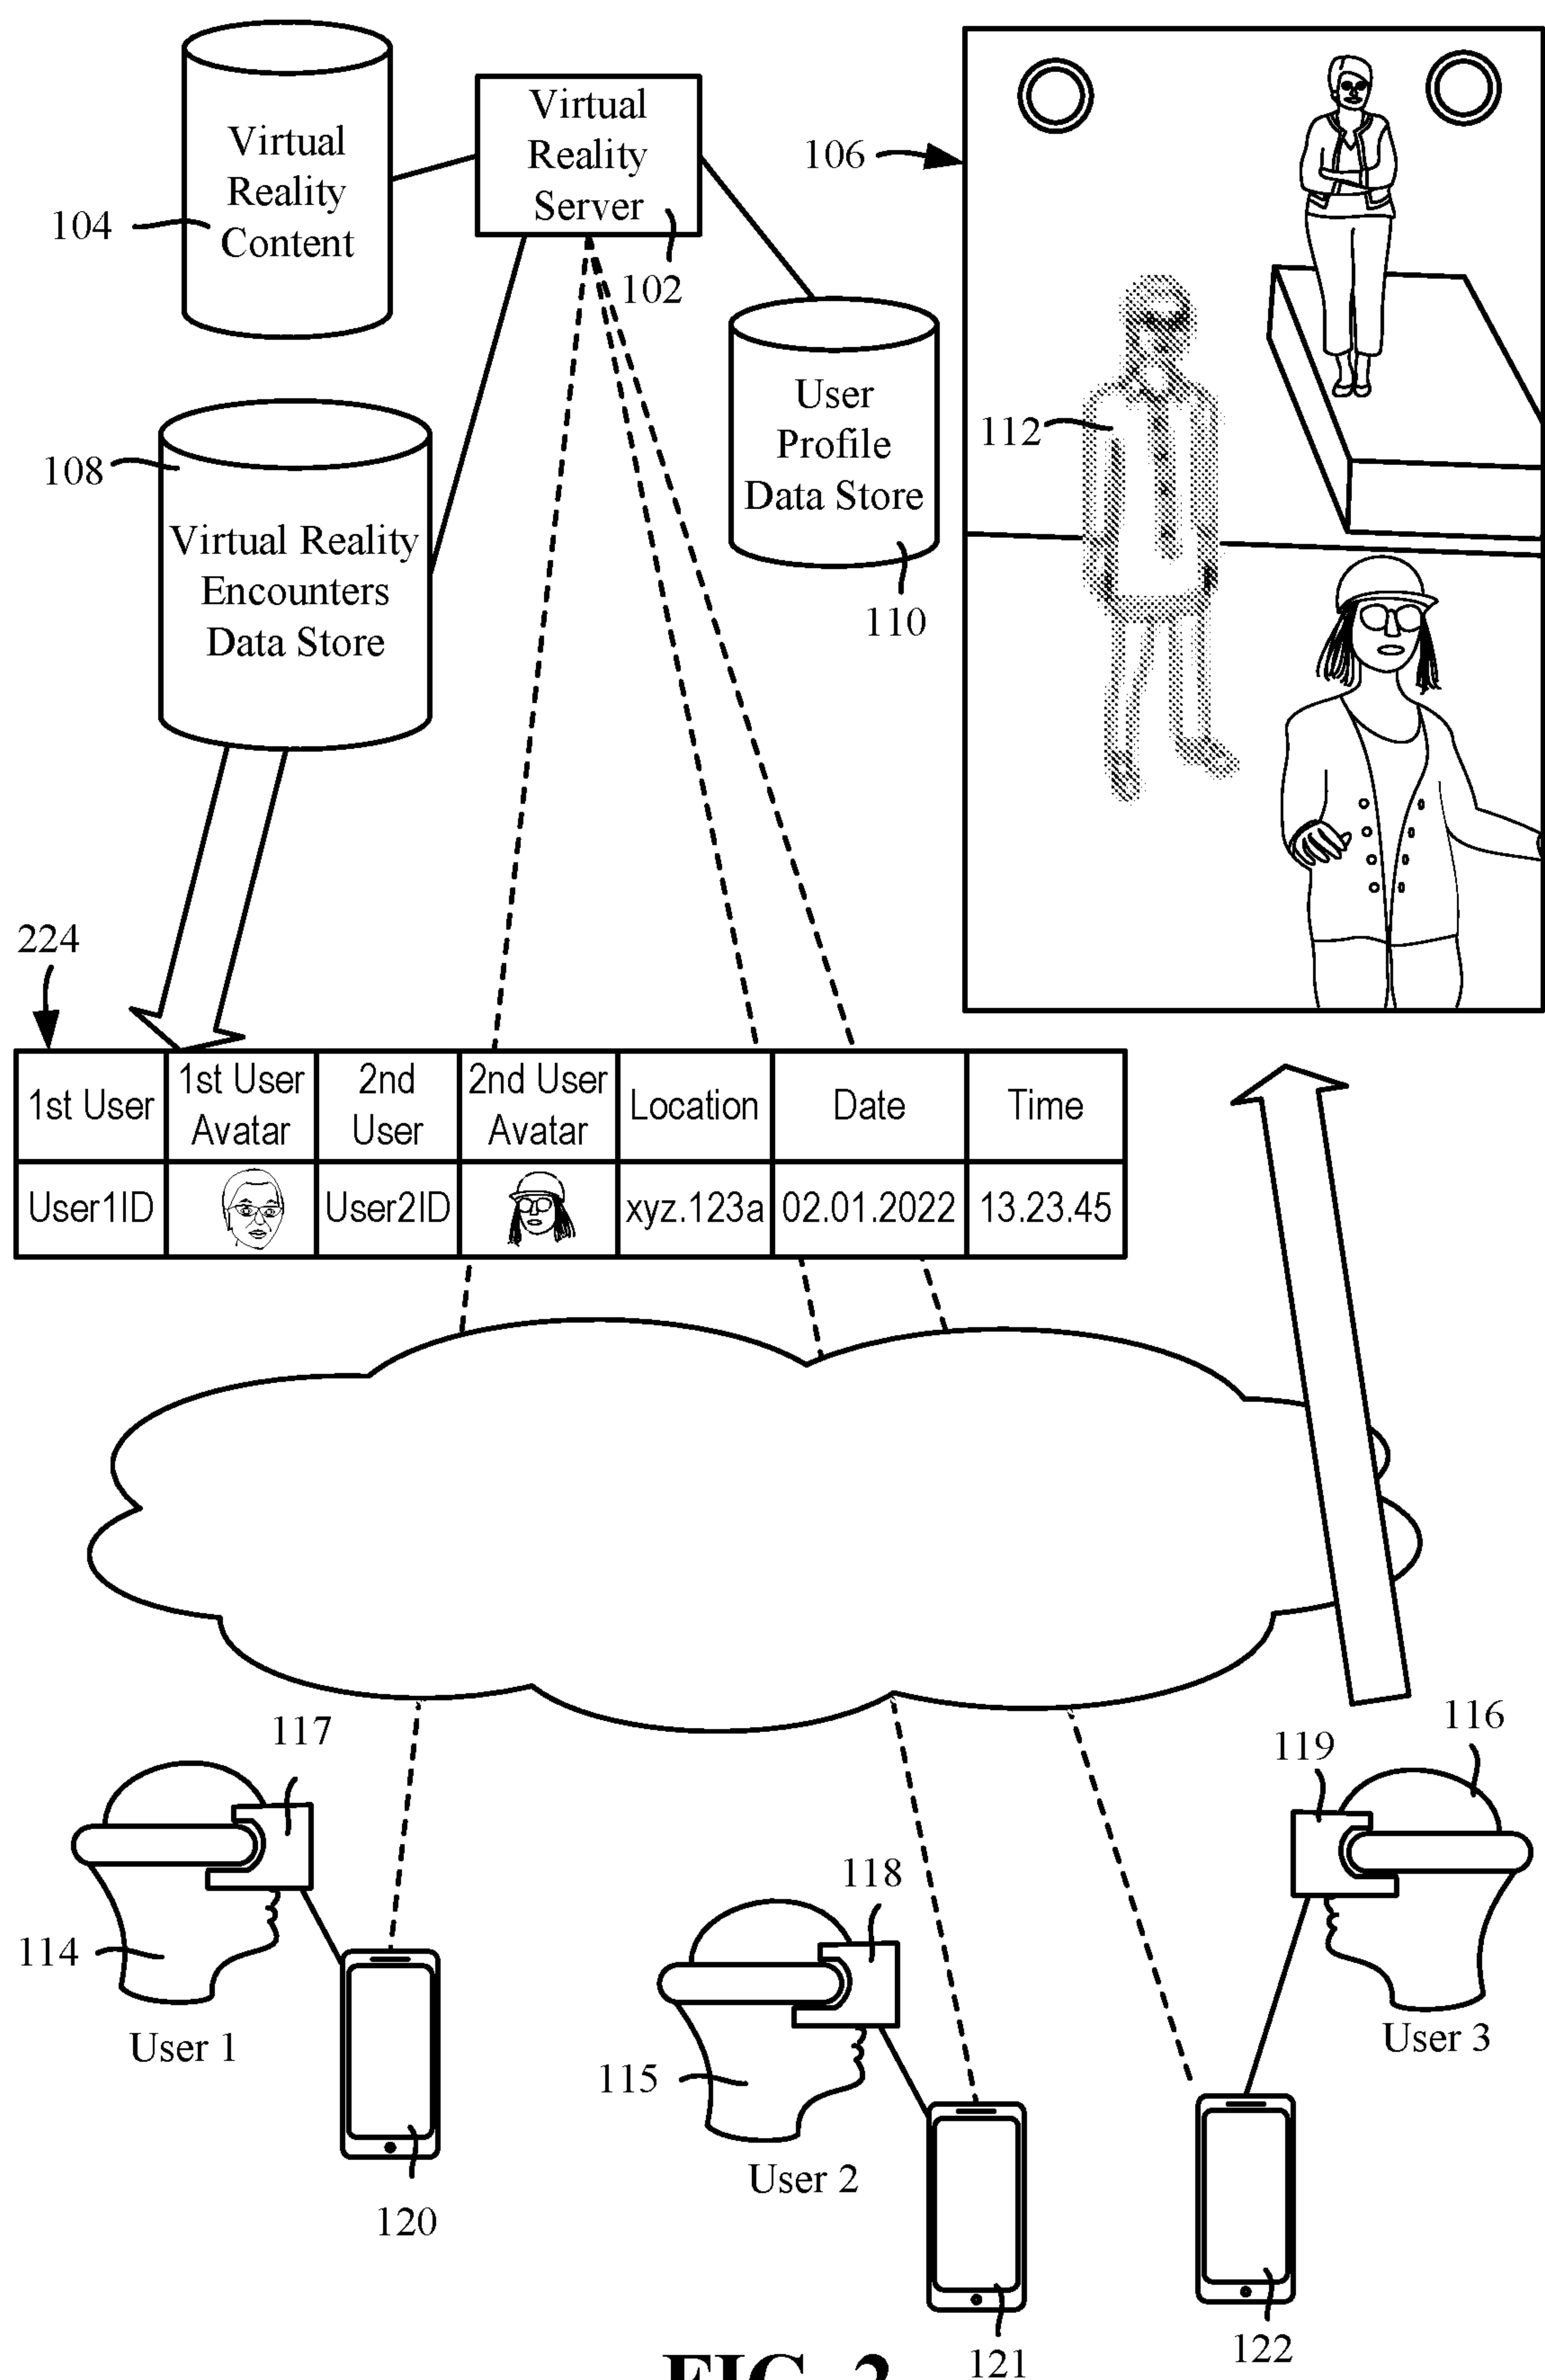 Virtual
Reality
Content
104
Virtual
Reality
Server
102
106
112
User
Profile
Data Store
110
108
Virtual Reality
Encounters
Data Store
224
1st User
1st User
Avatar
2nd
User
2nd User
Avatar
Location
Date
Time
User1ID
User2ID
xyz.123a
02.01.2022
13.23.45
117
114
User 1
120
118
115
User 2
121
119
116
User 3
122
FIG. 2